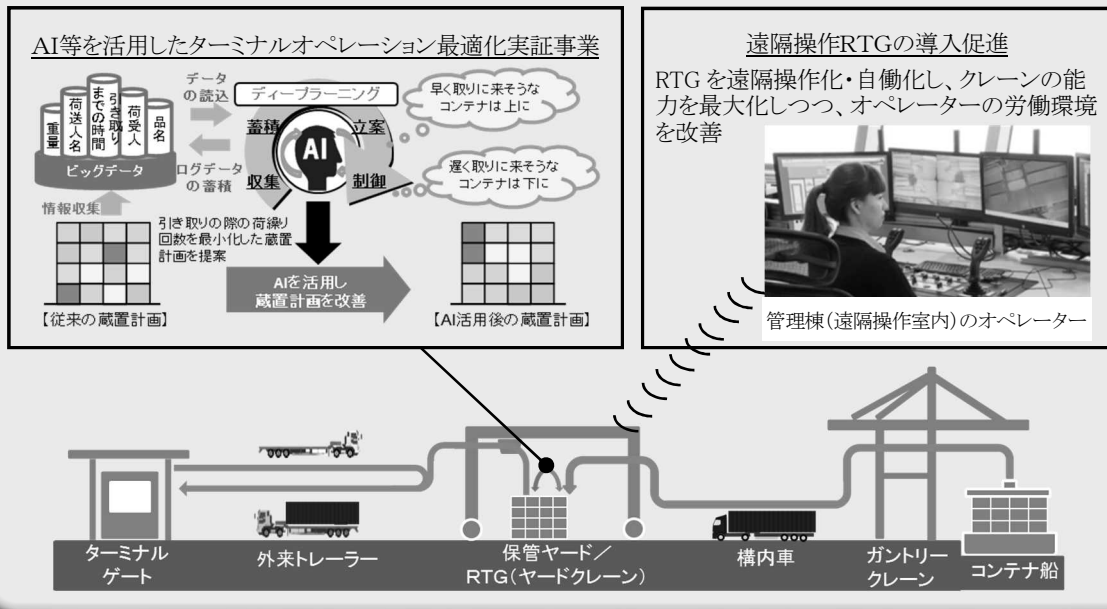 AI等を活用したターミナルオペレーション最適化実証事業
データ
の読込
ディープラーニング
早く取りに来そうな
コンテナは上に
重量
荷送人名
引き取り
までの時間
荷受人
品名
ビッグデータ
ログデータ
の蓄積
蓄積
立案
AI
収集
制御
遅く取りに来そうな
コンテナは下に
情報収集
引き取りの際の荷繰り
回数を最小化した蔵置
計画を提案
AIを活用し
蔵置計画を改善
【従来の蔵置計画】
【AI活用後の蔵置計画】
遠隔操作RTGの導入促進
RTG を遠隔操作化・自働化し、クレーンの能
力を最大化しつつ、オペレーターの労働環境
を改善
管理棟(遠隔操作室内)のオペレーター
ターミナル
ゲート
外来トレーラー
保管ヤード／
RTG(ヤードクレーン)
構内車
ガントリー
クレーン
コンテナ船